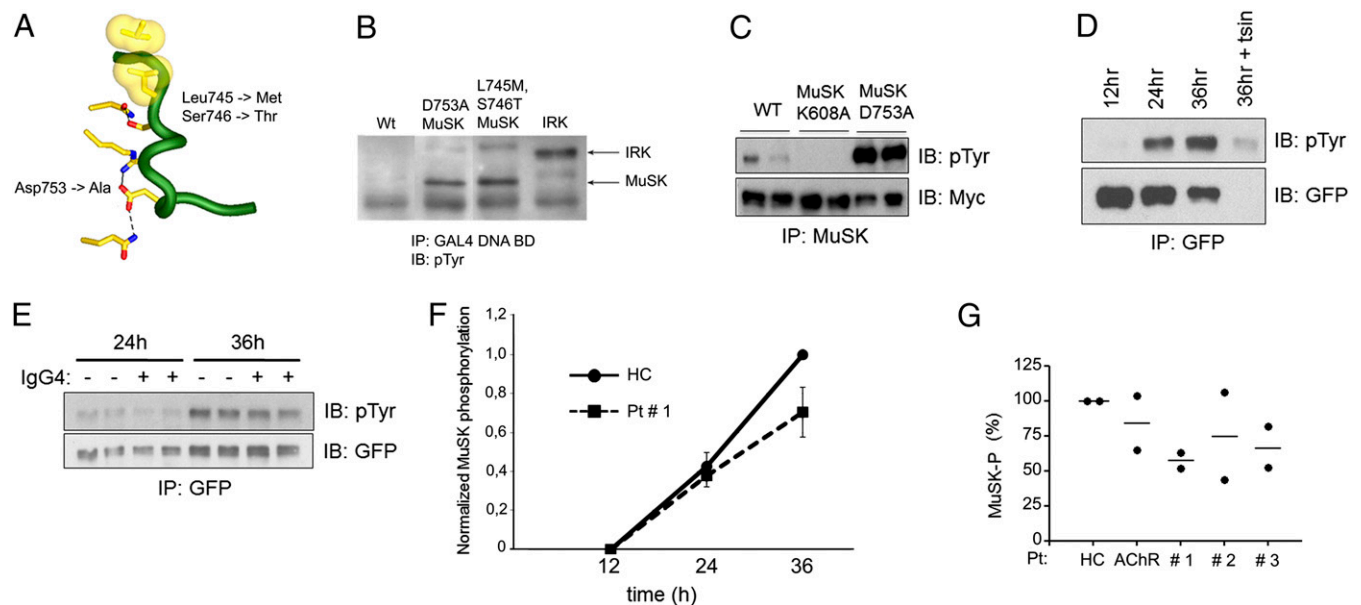 A
Leu745 -> Met
Ser746 -> Thr
Asp753 -> Ala
B
Wt
D753A
MuSK
L745M,
S746T
MuSK
IRK
IRK
MuSK
IP: GAL4 DNA BD
IB: pTyr
C
WT
MuSK
K608A
MuSK
D753A
IB: pTyr
IB: Myc
IP: MuSK
D
12hr
24hr
36hr
36hr + tsin
IB: pTyr
IB: GFP
IP: GFP
E
24h
36h
IgG4: - - + + - - + +
IB: pTyr
IB: GFP
IP: GFP
F
Normalized MuSK phosphorylation
1,2
1,0
0,8
0,6
0,4
0,2
0
HC
Pt # 1
12
24
36
time (h)
G
MuSK-P (%)
125
100
75
50
25
0
Pt: HC AChR # 1 # 2 # 3